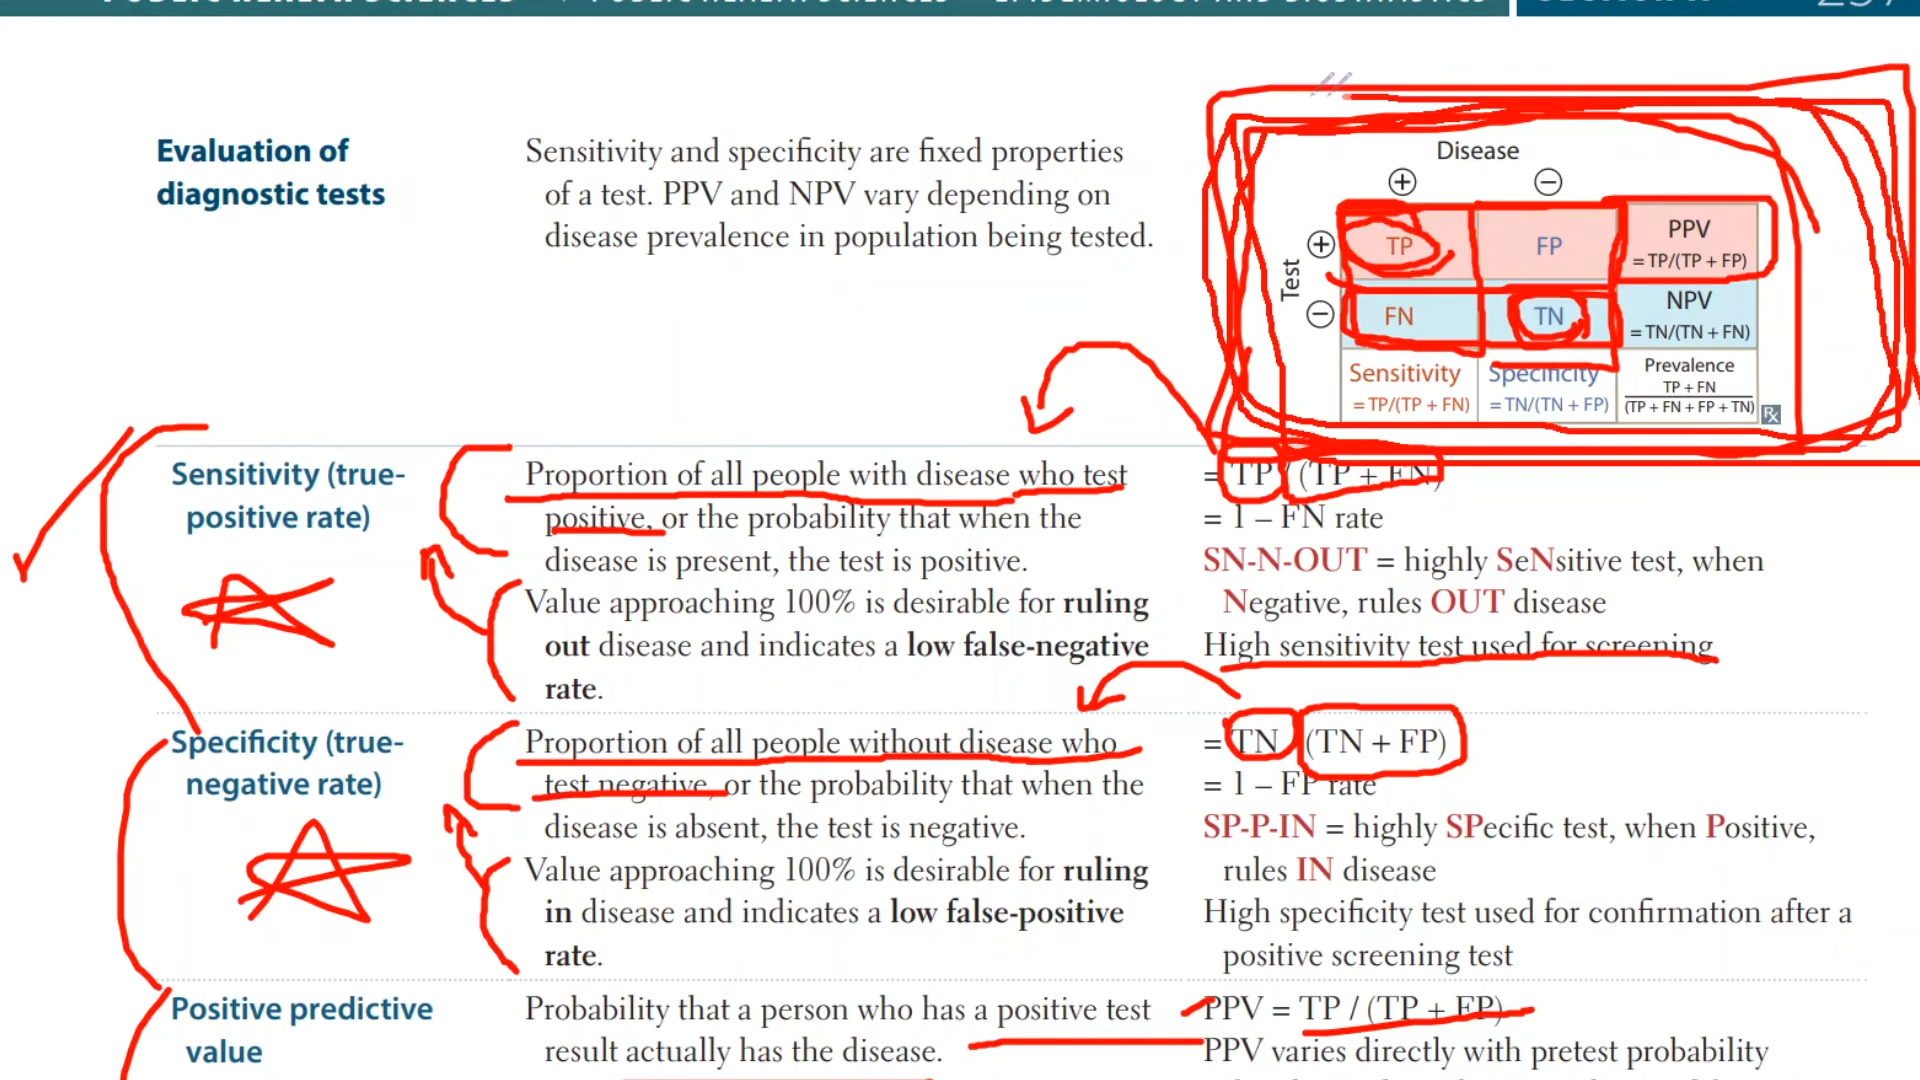 PUBLIC HEALTH SCIENCES
PUBLIC HEALTH SCIENCES
EPIDEMIOLOGY AND BIOSTATISTICS
Evaluation of
diagnostic tests
Sensitivity and specificity are fixed properties
of a test. PPV and NPV vary depending on
disease prevalence in population being tested.
Disease
+ −
Test
+ TP FP PPV
= TP/(TP + FP)
− FN TN NPV
= TN/(TN + FN)
Sensitivity
= TP/(TP + FN)
Specificity
= TN/(TN + FP)
Prevalence
TP + FN
(TP + FN + FP + TN)
Rx
Sensitivity (true-
positive rate)
Proportion of all people with disease who test
positive, or the probability that when the
disease is present, the test is positive.
Value approaching 100% is desirable for ruling
out disease and indicates a low false-negative
rate.
= TP / (TP + FN)
= 1 – FN rate
SN-N-OUT = highly SeNsitive test, when
Negative, rules OUT disease
High sensitivity test used for screening
Specificity (true-
negative rate)
Proportion of all people without disease who
test negative, or the probability that when the
disease is absent, the test is negative.
Value approaching 100% is desirable for ruling
in disease and indicates a low false-positive
rate.
= TN / (TN + FP)
= 1 – FP rate
SP-P-IN = highly SPecific test, when Positive,
rules IN disease
High specificity test used for confirmation after a
positive screening test
Positive predictive
value
Probability that a person who has a positive test
result actually has the disease.
PPV = TP / (TP + FP)
PPV varies directly with pretest probability